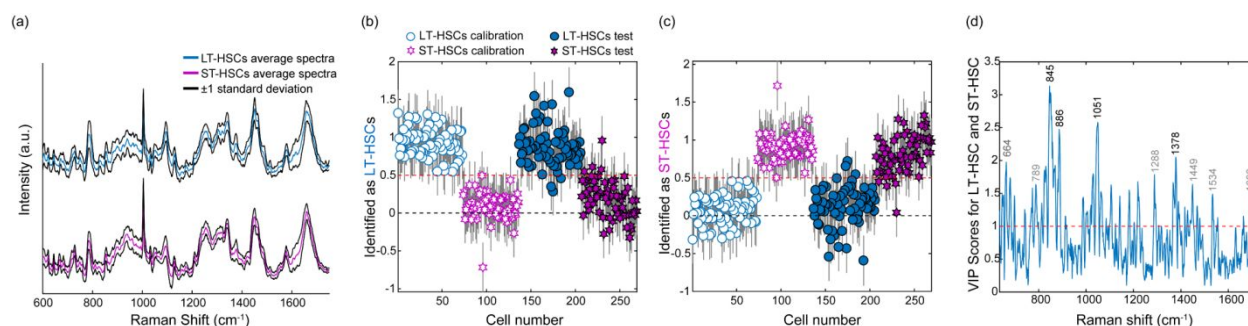 (a)
LT-HSCs average spectra
ST-HSCs average spectra
±1 standard deviation
Intensity (a.u.)
600 800 1000 1200 1400 1600
Raman Shift (cm-1)
(b)
LT-HSCs calibration
LT-HSCs test
ST-HSCs calibration
ST-HSCs test
Identified as LT-HSCs
2
1.5
1
0.5
0
-0.5
-1
50 100 150 200 250
Cell number
(c)
Identified as ST-HSCs
2
1.5
1
0.5
0
-0.5
-1
50 100 150 200 250
Cell number
(d)
VIP Scores for LT-HSC and ST-HSC
3.5
3
2.5
2
1.5
1
0.5
0
664
789
845
886
1051
1288
1378
1449
1534
800 1000 1200 1400 1600
Raman shift (cm-1)